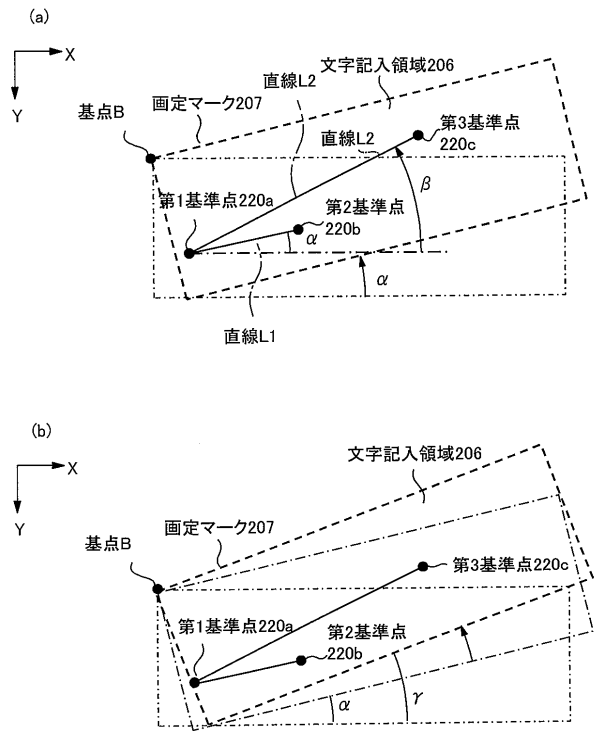 (a)
X
Y
直線L2
文字記入領域206
画定マーク207
基点B
直線L2
第3基準点
220c
第1基準点220a
第2基準点
220b
β
α
α
直線L1
(b)
X
Y
文字記入領域206
画定マーク207
基点B
第3基準点220c
第1基準点220a
第2基準点
220b
α
γ